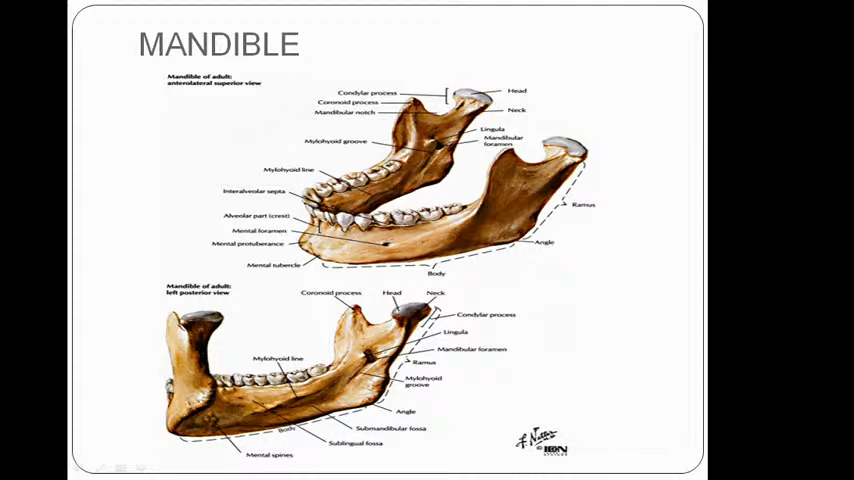 MANDIBLE
Mandible of adult:
anterolateral superior view
Condylar process
Head
Coronoid process
Neck
Mandibular notch
Lingula
Mylohyoid groove
Mandibular
foramen
Mylohyoid line
Interalveolar septa
Ramus
Alveolar part (crest)
Mental foramen
Mental protuberance
Angle
Mental tubercle
Body
Mandible of adult:
left posterior view
Coronoid process
Head
Neck
Condylar process
Lingula
Mandibular foramen
Mylohyoid line
Ramus
Mylohyoid
groove
Angle
Body
Submandibular fossa
Sublingual fossa
Mental spines